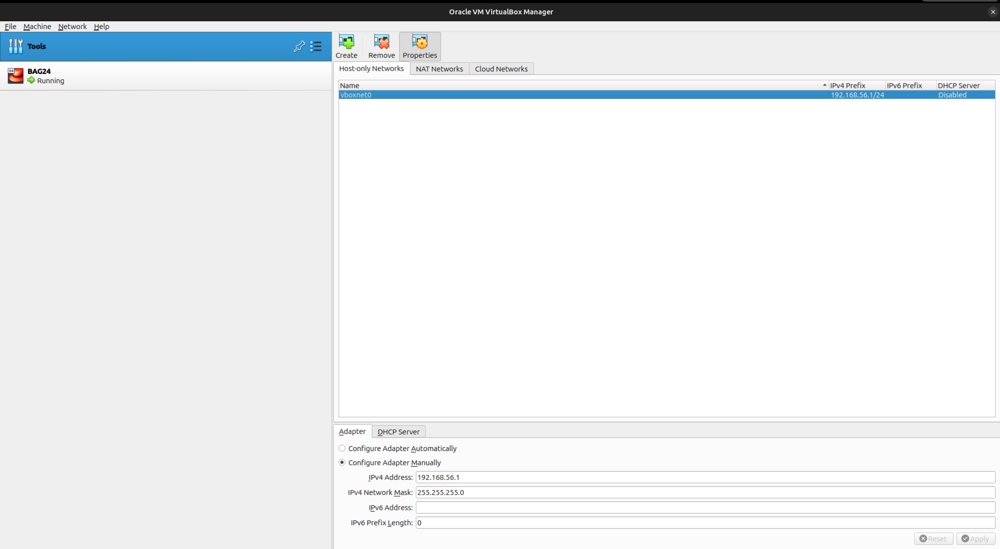 Oracle VM VirtualBox Manager
File Machine Network Help
Tools
64
BAG24
Running
Create Remove Properties
Host-only Networks NAT Networks Cloud Networks
Name IPv4 Prefix IPv6 Prefix DHCP Server
vboxnet0 192.168.56.1/24 Disabled
Adapter DHCP Server
Configure Adapter Automatically
Configure Adapter Manually
IPv4 Address: 192.168.56.1
IPv4 Network Mask: 255.255.255.0
IPv6 Address:
IPv6 Prefix Length: 0
Reset Apply